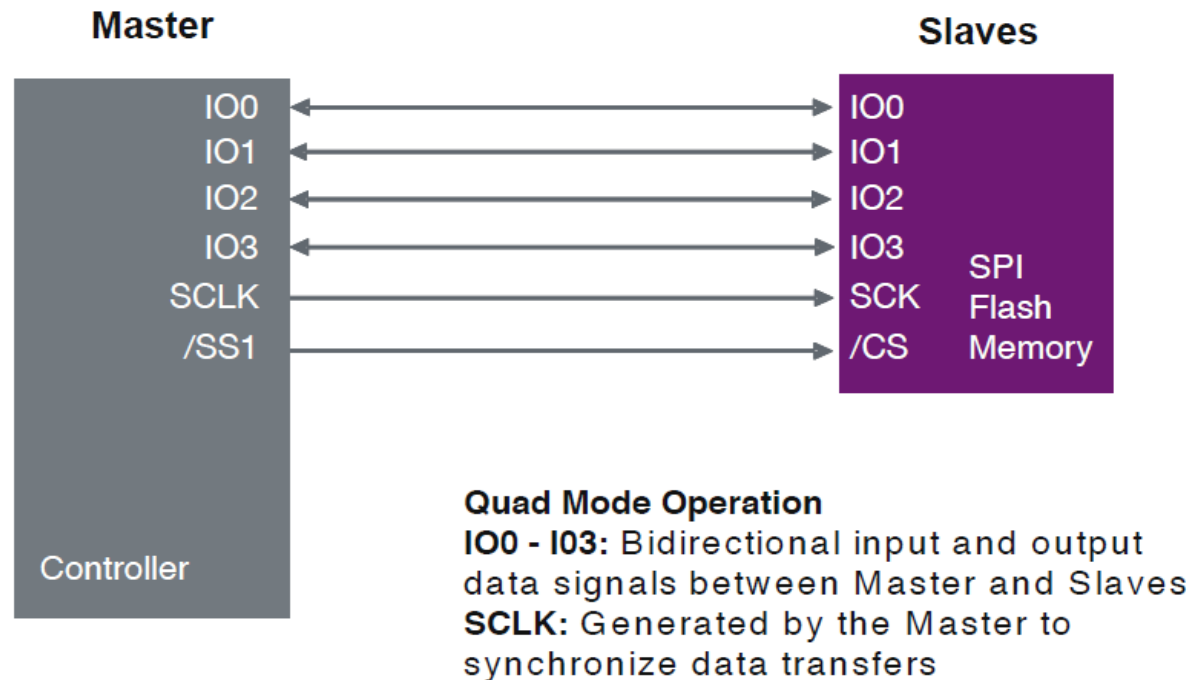 Master
Slaves
IO0
IO1
IO2
IO3
SCLK
/SS1
Controller
IO0
IO1
IO2
IO3
SCK
/CS
SPI
Flash
Memory
Quad Mode Operation
IO0 - I03: Bidirectional input and output
data signals between Master and Slaves
SCLK: Generated by the Master to
synchronize data transfers